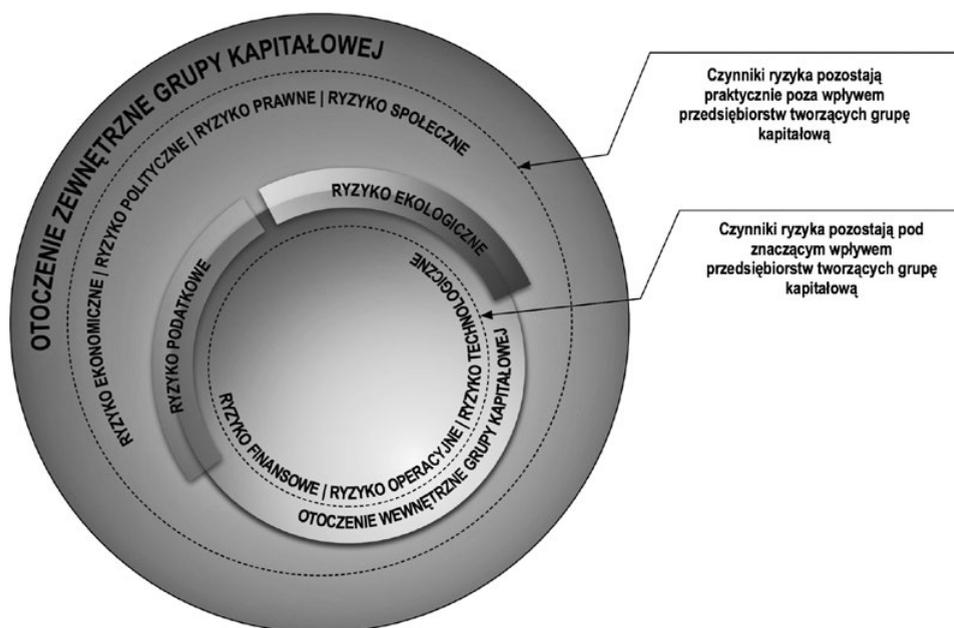 OTOCZENIE ZEWNĘTRZNE GRUPY KAPITAŁOWEJ
RYZYKO EKONOMICZNE | RYZYKO POLITYCZNE | RYZYKO PRAWNE | RYZYKO SPOŁECZNE
RYZYKO PODATKOWE
RYZYKO EKOLOGICZNE
RYZYKO FINANSOWE | RYZYKO OPERACYJNE | RYZYKO TECHNOLOGICZNE
OTOCZENIE WEWNĘTRZNE GRUPY KAPITAŁOWEJ
Czynniki ryzyka pozostają
praktycznie poza wpływem
przedsiębiorstw tworzących grupę
kapitałową
Czynniki ryzyka pozostają pod
znaczącym wpływem
przedsiębiorstw tworzących grupę
kapitałową